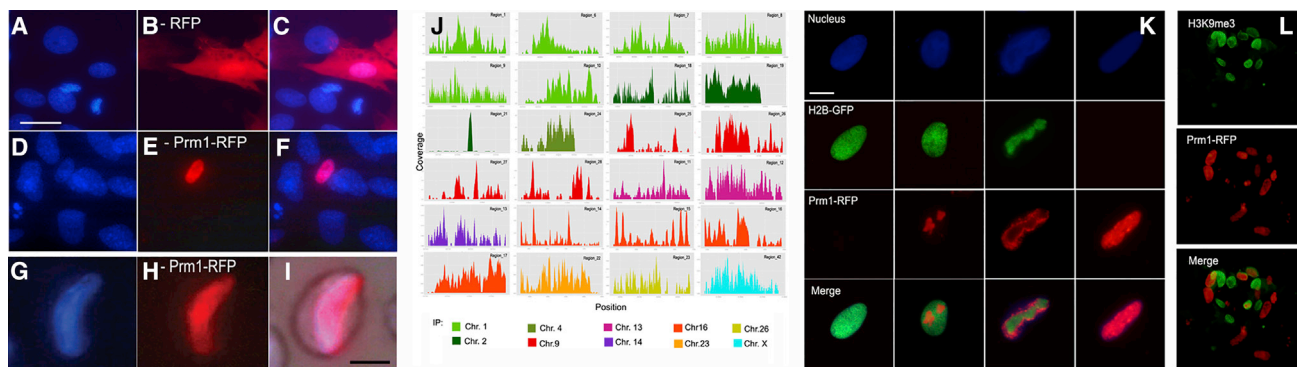 A
B - RFP
C
D
E - Prm1-RFP
F
G
H - Prm1-RFP
I
J
Coverage
Region_1
Region_6
Region_7
Region_8
Region_9
Region_10
Region_18
Region_19
Region_21
Region_24
Region_25
Region_26
Region_27
Region_28
Region_11
Region_12
Region_13
Region_14
Region_15
Region_16
Region_17
Region_22
Region_23
Region_42
Position
IP:
Chr. 1
Chr. 4
Chr. 13
Chr16
Chr.26
Chr. 2
Chr.9
Chr. 14
Chr.23
Chr. X
K
Nucleus
H2B-GFP
Prm1-RFP
Merge
L
H3K9me3
Prm1-RFP
Merge